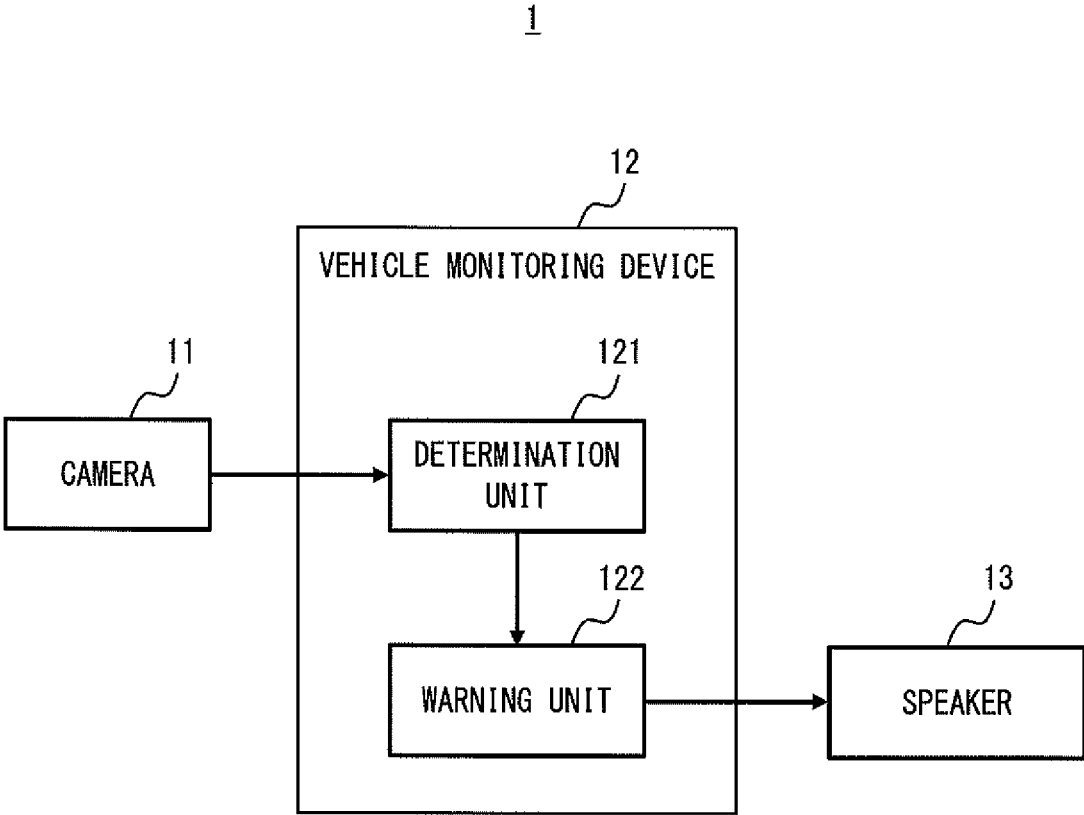 1
12
VEHICLE MONITORING DEVICE
11
121
CAMERA
DETERMINATION
UNIT
122
13
WARNING UNIT
SPEAKER